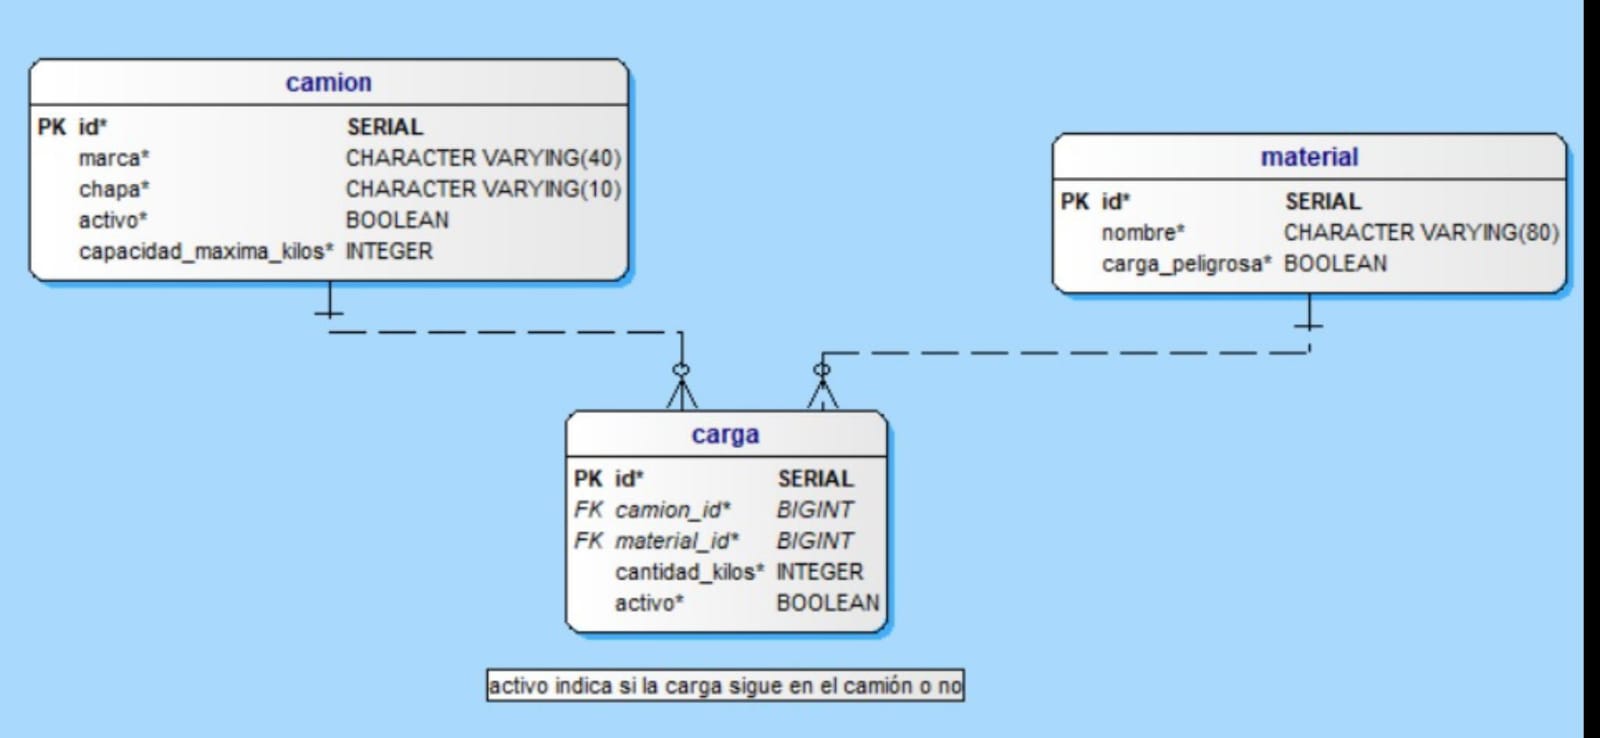 camion
PK id* SERIAL
marca* CHARACTER VARYING(40)
chapa* CHARACTER VARYING(10)
activo* BOOLEAN
capacidad_maxima_kilos* INTEGER
material
PK id* SERIAL
nombre* CHARACTER VARYING(80)
carga_peligrosa* BOOLEAN
carga
PK id* SERIAL
FK camion_id* BIGINT
FK material_id* BIGINT
cantidad_kilos* INTEGER
activo* BOOLEAN
activo indica si la carga sigue en el camión o no